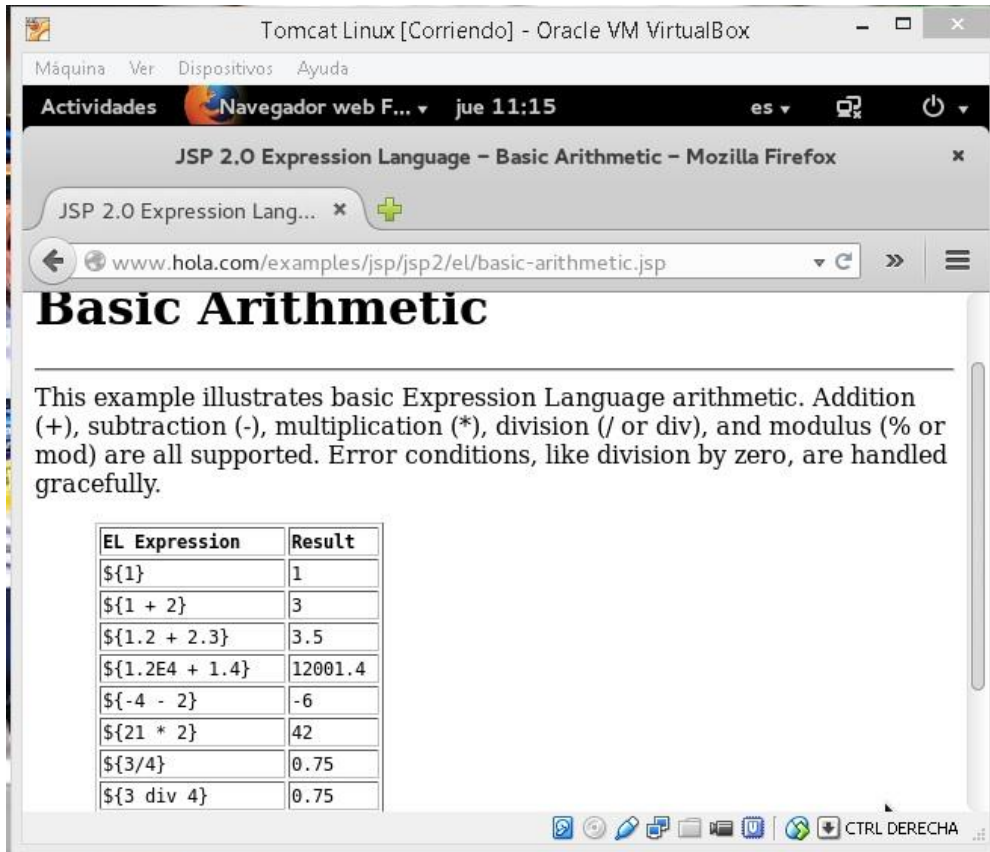 Tomcat Linux [Corriendo] - Oracle VM VirtualBox
Máquina Ver Dispositivos Ayuda
Actividades Navegador web F... jue 11:15 es
JSP 2.0 Expression Language - Basic Arithmetic - Mozilla Firefox
JSP 2.0 Expression Lang...
www.hola.com/examples/jsp/jsp2/el/basic-arithmetic.jsp
Basic Arithmetic
This example illustrates basic Expression Language arithmetic. Addition
(+), subtraction (-), multiplication (*), division (/ or div), and modulus (% or
mod) are all supported. Error conditions, like division by zero, are handled
gracefully.
EL Expression Result
${1} 1
${1 + 2} 3
${1.2 + 2.3} 3.5
${1.2E4 + 1.4} 12001.4
${-4 - 2} -6
${21 * 2} 42
${3/4} 0.75
${3 div 4} 0.75
CTRL DERECHA